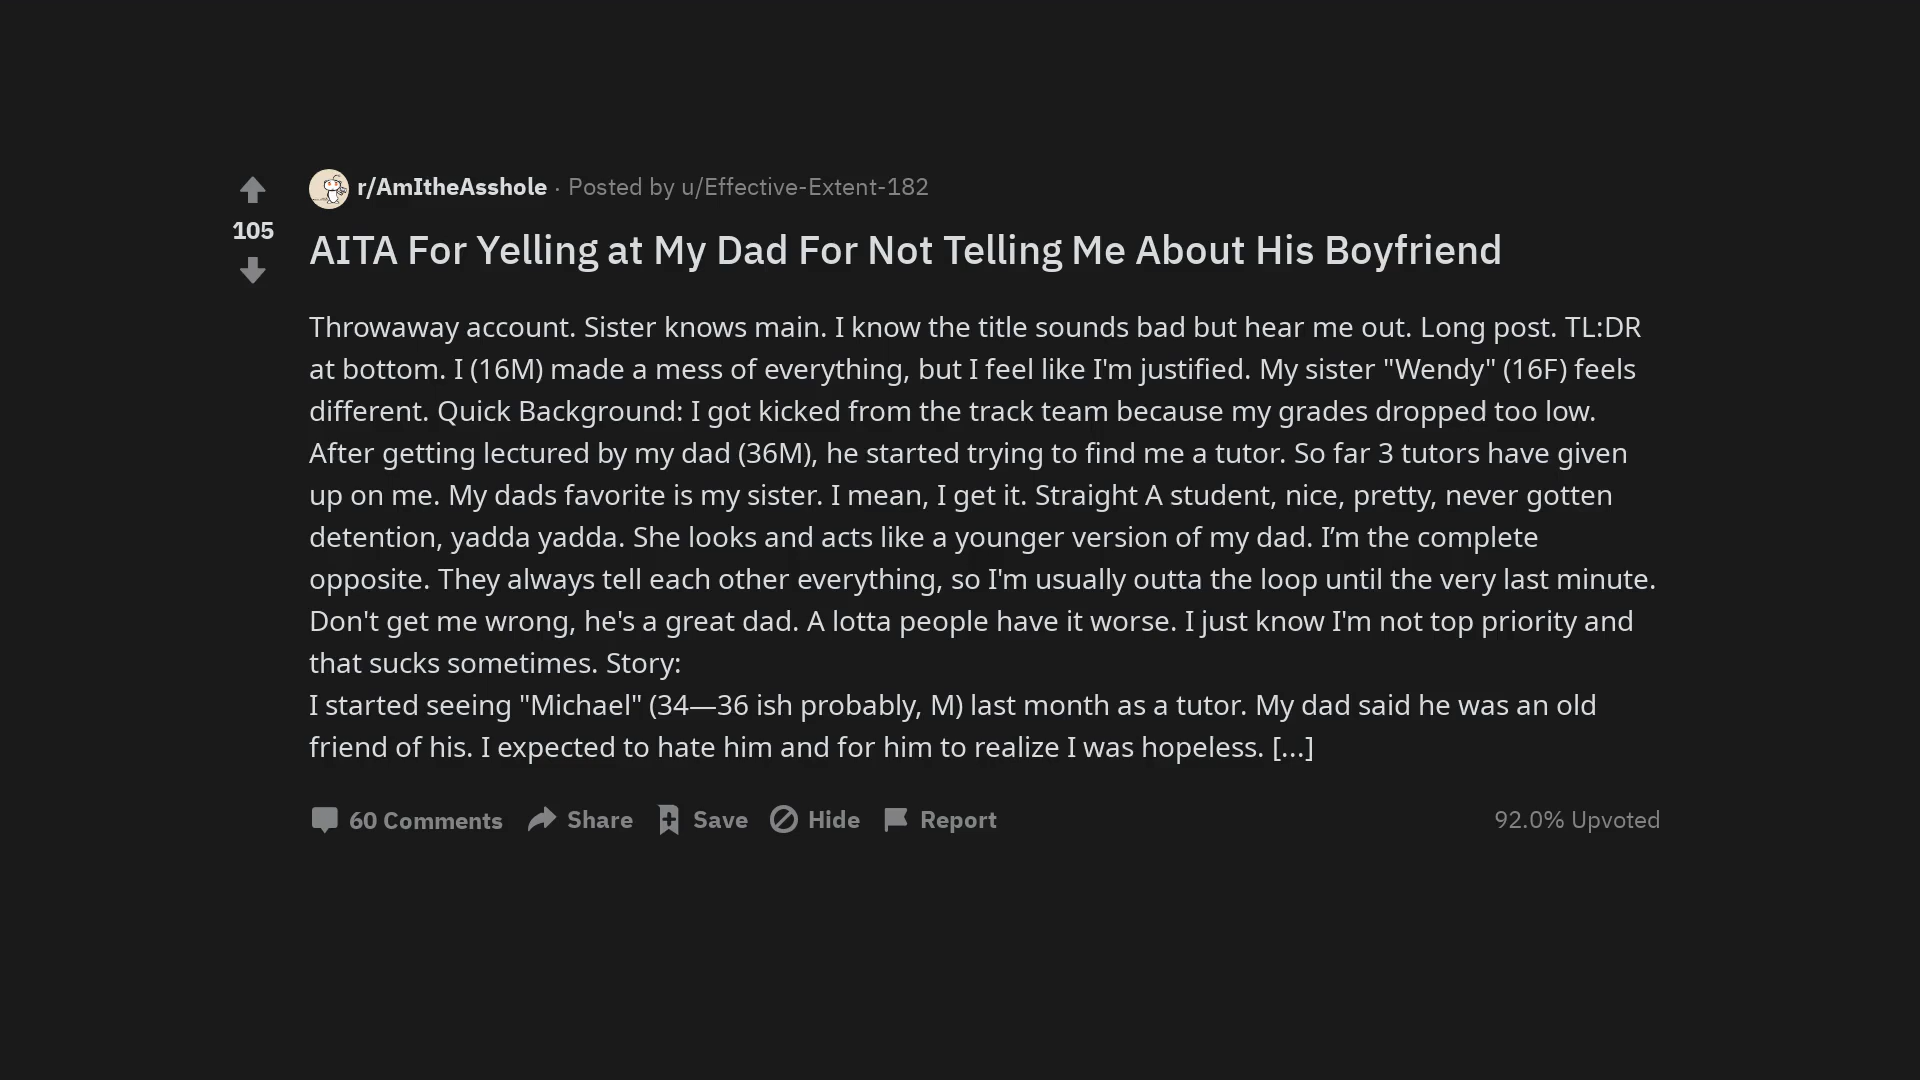 r/AmItheAsshole · Posted by u/Effective-Extent-182
105
AITA For Yelling at My Dad For Not Telling Me About His Boyfriend
Throwaway account. Sister knows main. I know the title sounds bad but hear me out. Long post. TL:DR
at bottom. I (16M) made a mess of everything, but I feel like I'm justified. My sister "Wendy" (16F) feels
different. Quick Background: I got kicked from the track team because my grades dropped too low.
After getting lectured by my dad (36M), he started trying to find me a tutor. So far 3 tutors have given
up on me. My dads favorite is my sister. I mean, I get it. Straight A student, nice, pretty, never gotten
detention, yadda yadda. She looks and acts like a younger version of my dad. I’m the complete
opposite. They always tell each other everything, so I'm usually outta the loop until the very last minute.
Don't get me wrong, he's a great dad. A lotta people have it worse. I just know I'm not top priority and
that sucks sometimes. Story:
I started seeing "Michael" (34—36 ish probably, M) last month as a tutor. My dad said he was an old
friend of his. I expected to hate him and for him to realize I was hopeless. [...]
60 Comments Share Save Hide Report 92.0% Upvoted